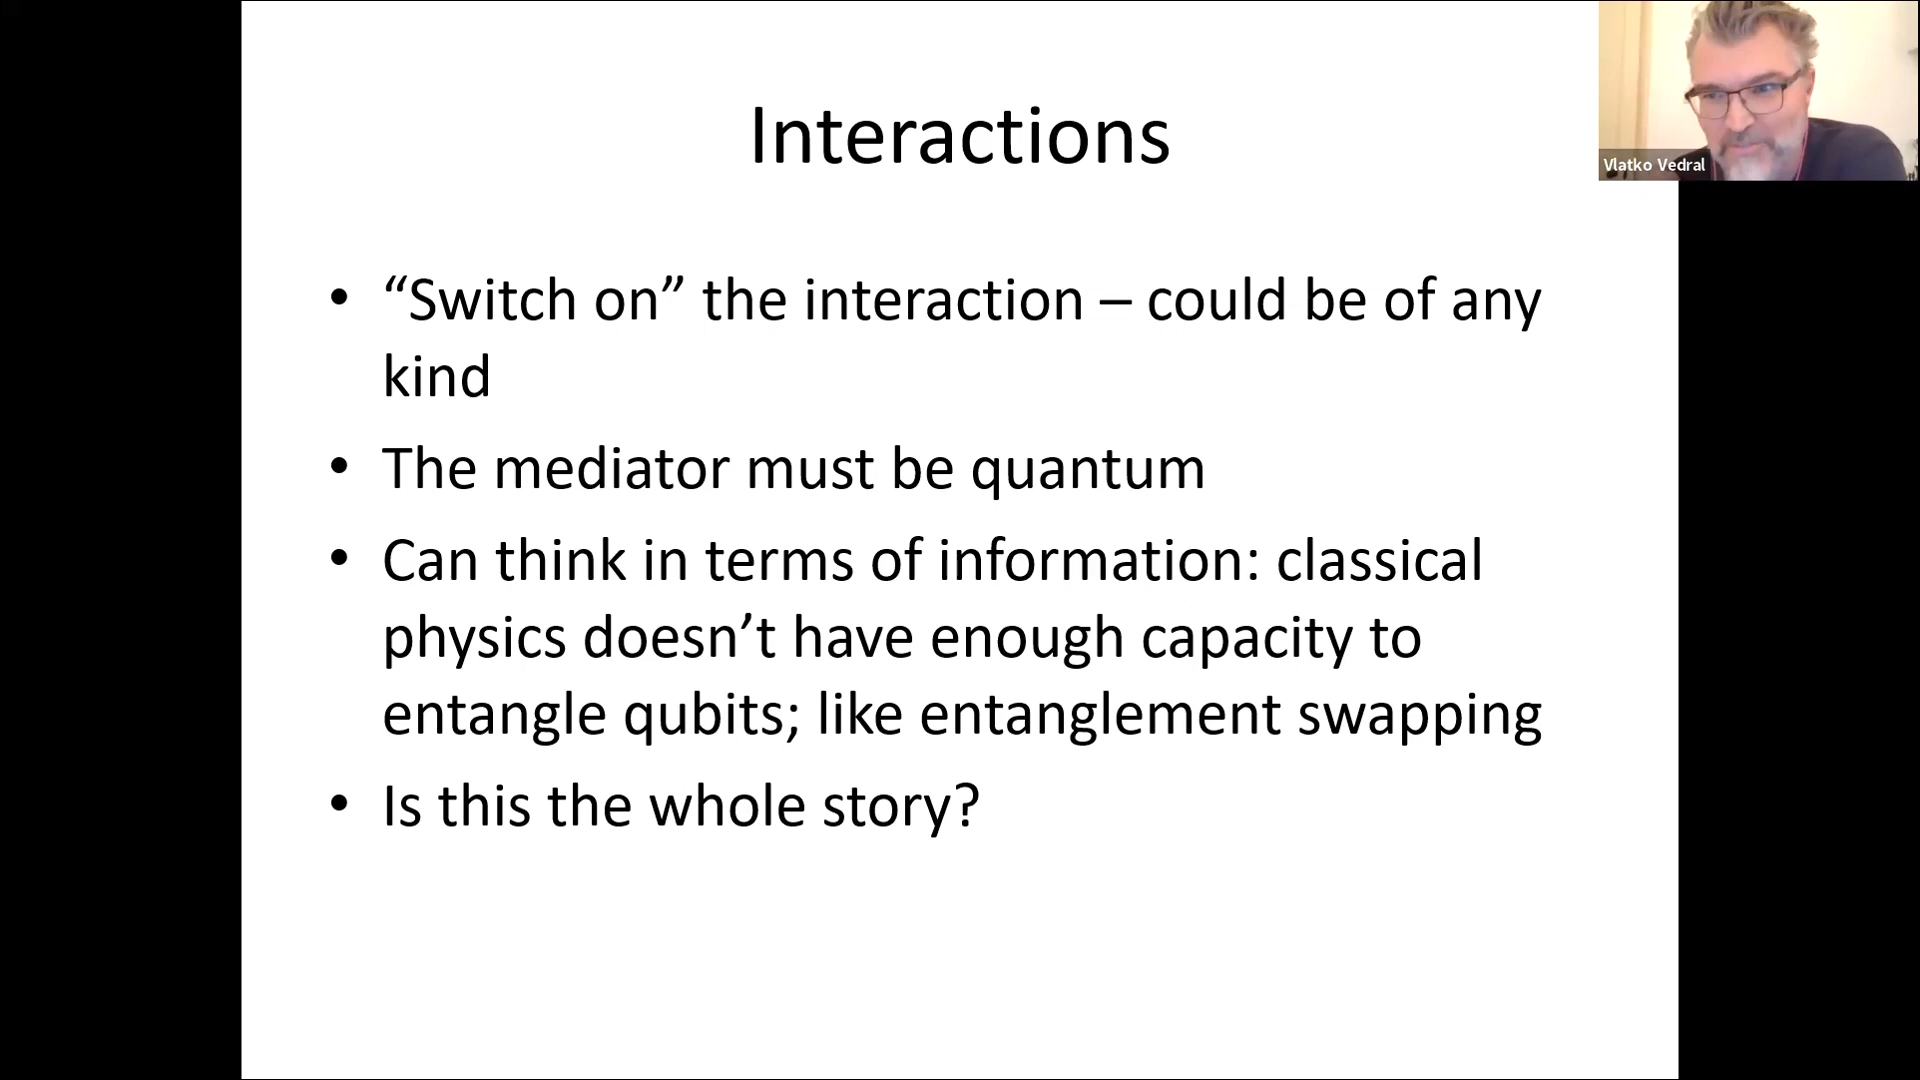 Interactions
Vlatko Vedral
• “Switch on” the interaction – could be of any
kind
• The mediator must be quantum
• Can think in terms of information: classical
physics doesn’t have enough capacity to
entangle qubits; like entanglement swapping
• Is this the whole story?